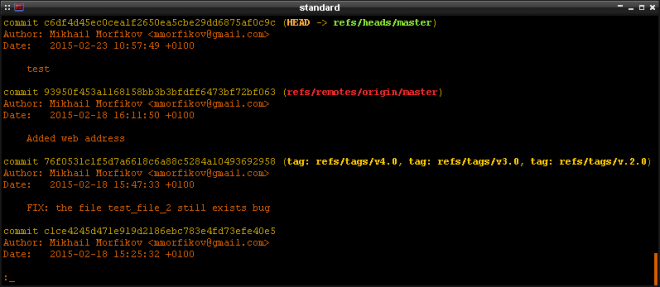 standard
commit c6df4d45ec0cea1f2650ea5cbe29dd6875af0c9c (HEAD -> refs/heads/master)
Author: Mikhail Morfikov <mmorfikov@gmail.com>
Date:   2015-02-23 10:57:49 +0100
test
commit 93950f453a1168158bb3b3bfdff6473bf72bf063 (refs/remotes/origin/master)
Author: Mikhail Morfikov <mmorfikov@gmail.com>
Date:   2015-02-18 16:11:50 +0100
Added web address
commit 76f0531c1f5d7a6618c6a88c5284a10493692958 (tag: refs/tags/v4.0, tag: refs/tags/v3.0, tag: refs/tags/v.2.0)
Author: Mikhail Morfikov <mmorfikov@gmail.com>
Date:   2015-02-18 15:47:33 +0100
FIX: the file test_file_2 still exists bug
commit c1ce4245d471e919d2186ebc783e4fd73efe40e5
Author: Mikhail Morfikov <mmorfikov@gmail.com>
Date:   2015-02-18 15:25:32 +0100
:_